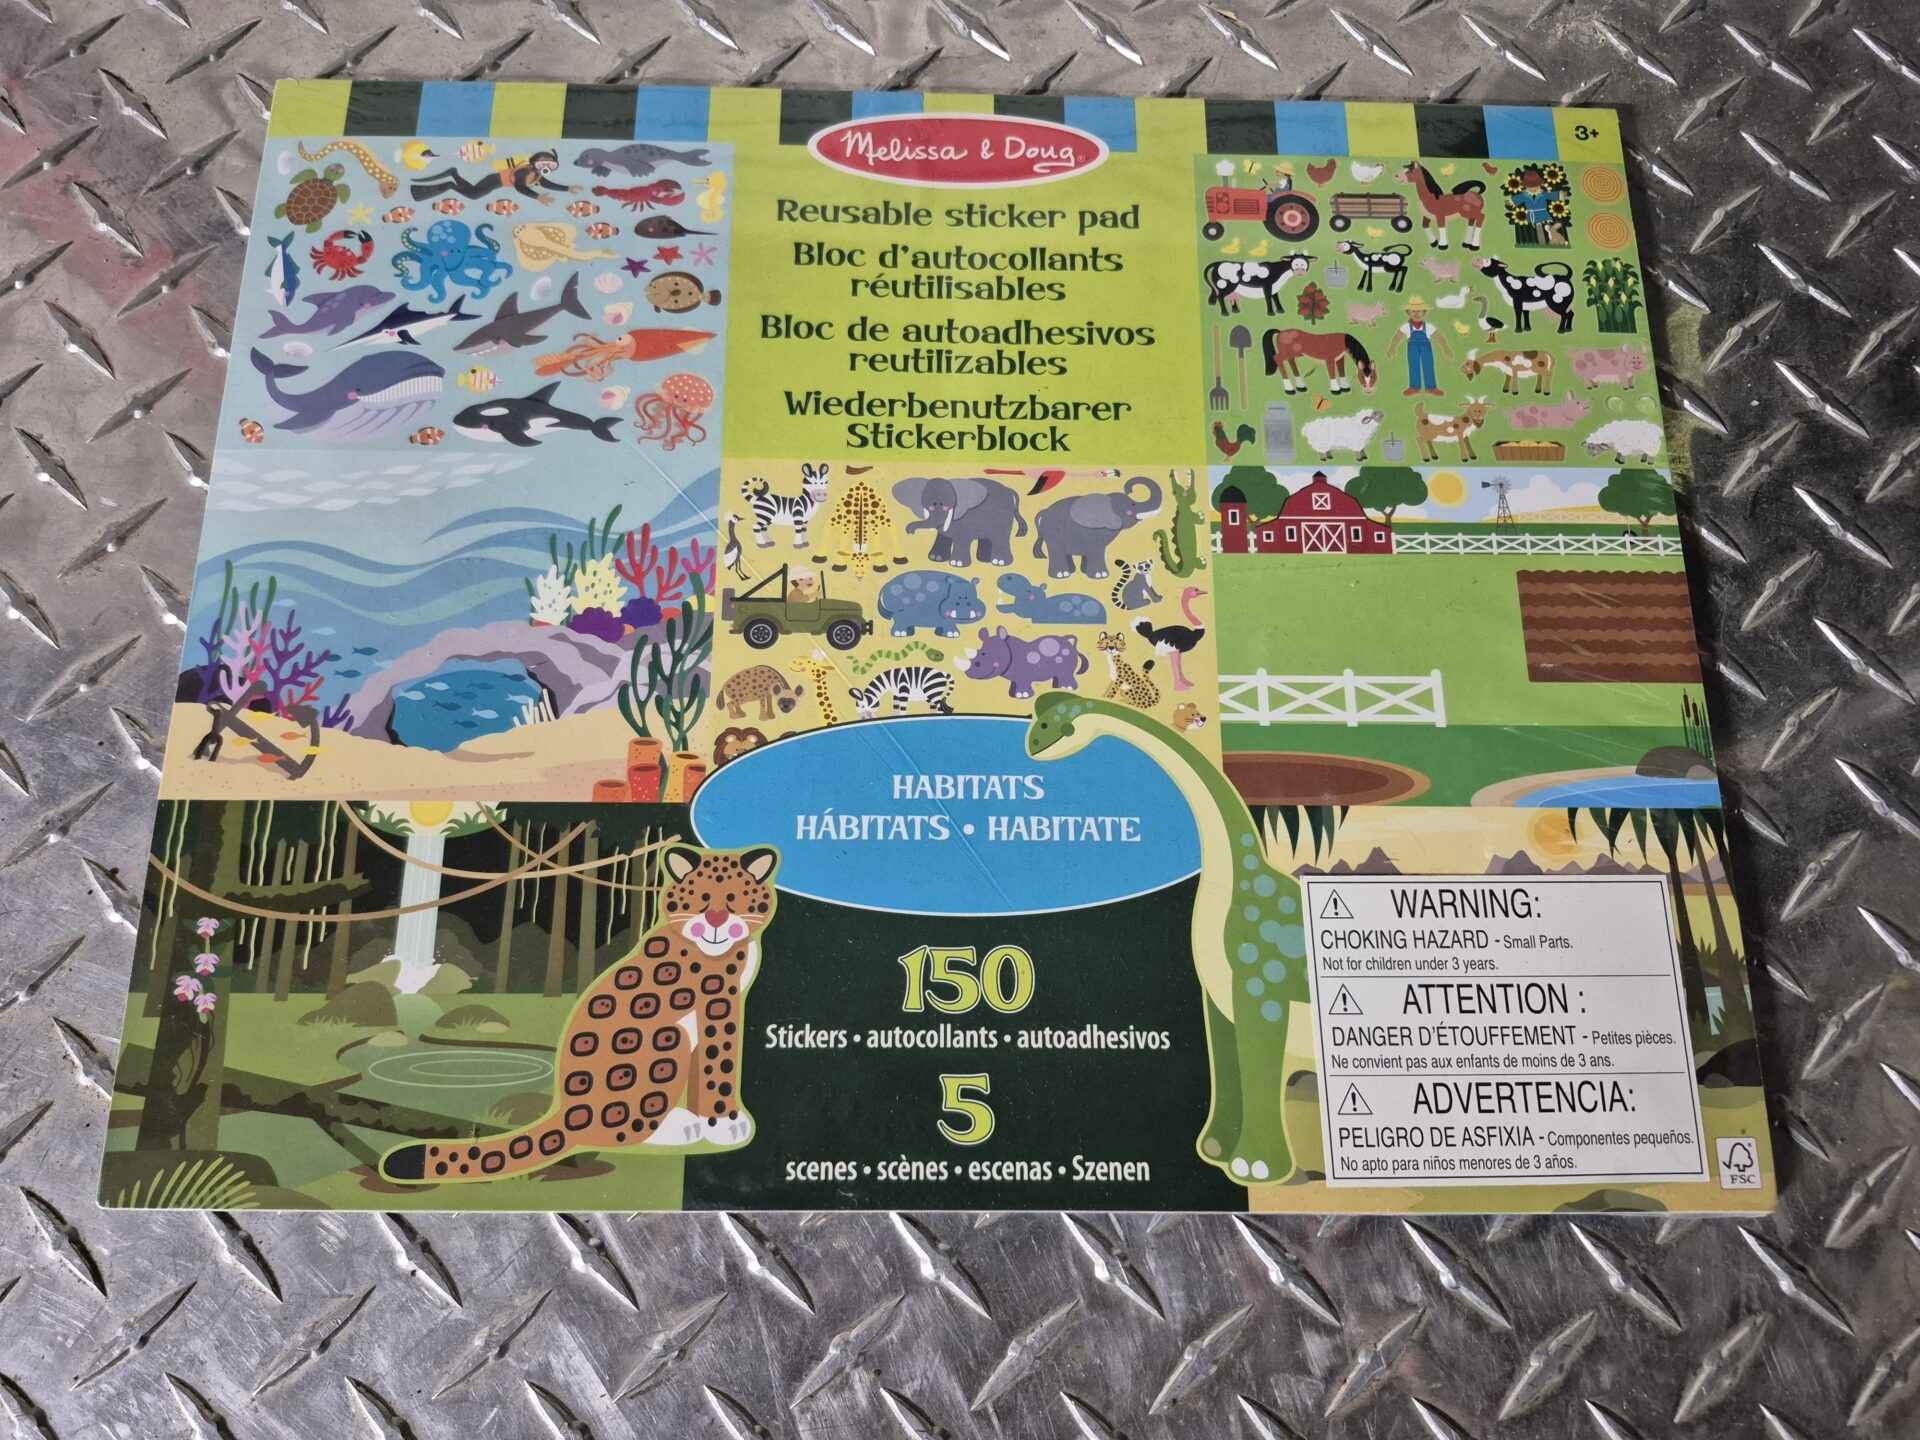 Melissa & Doug
3+
Reusable sticker pad
Bloc d'autocollants
réutilisables
Bloc de autoadhesivos
reutilizables
Wiederbenutzbarer
Stickerblock
HABITATS
HÁBITATS • HABITATE
150
Stickers • autocollants • autoadhesivos
5
scenes • scènes • escenas • Szenen
WARNING:
CHOKING HAZARD - Small Parts.
Not for children under 3 years.
ATTENTION :
DANGER D'ÉTOUFFEMENT - Petites pièces.
Ne convient pas aux enfants de moins de 3 ans.
ADVERTENCIA:
PELIGRO DE ASFIXIA - Componentes pequeños.
No apto para niños menores de 3 años.
FSC